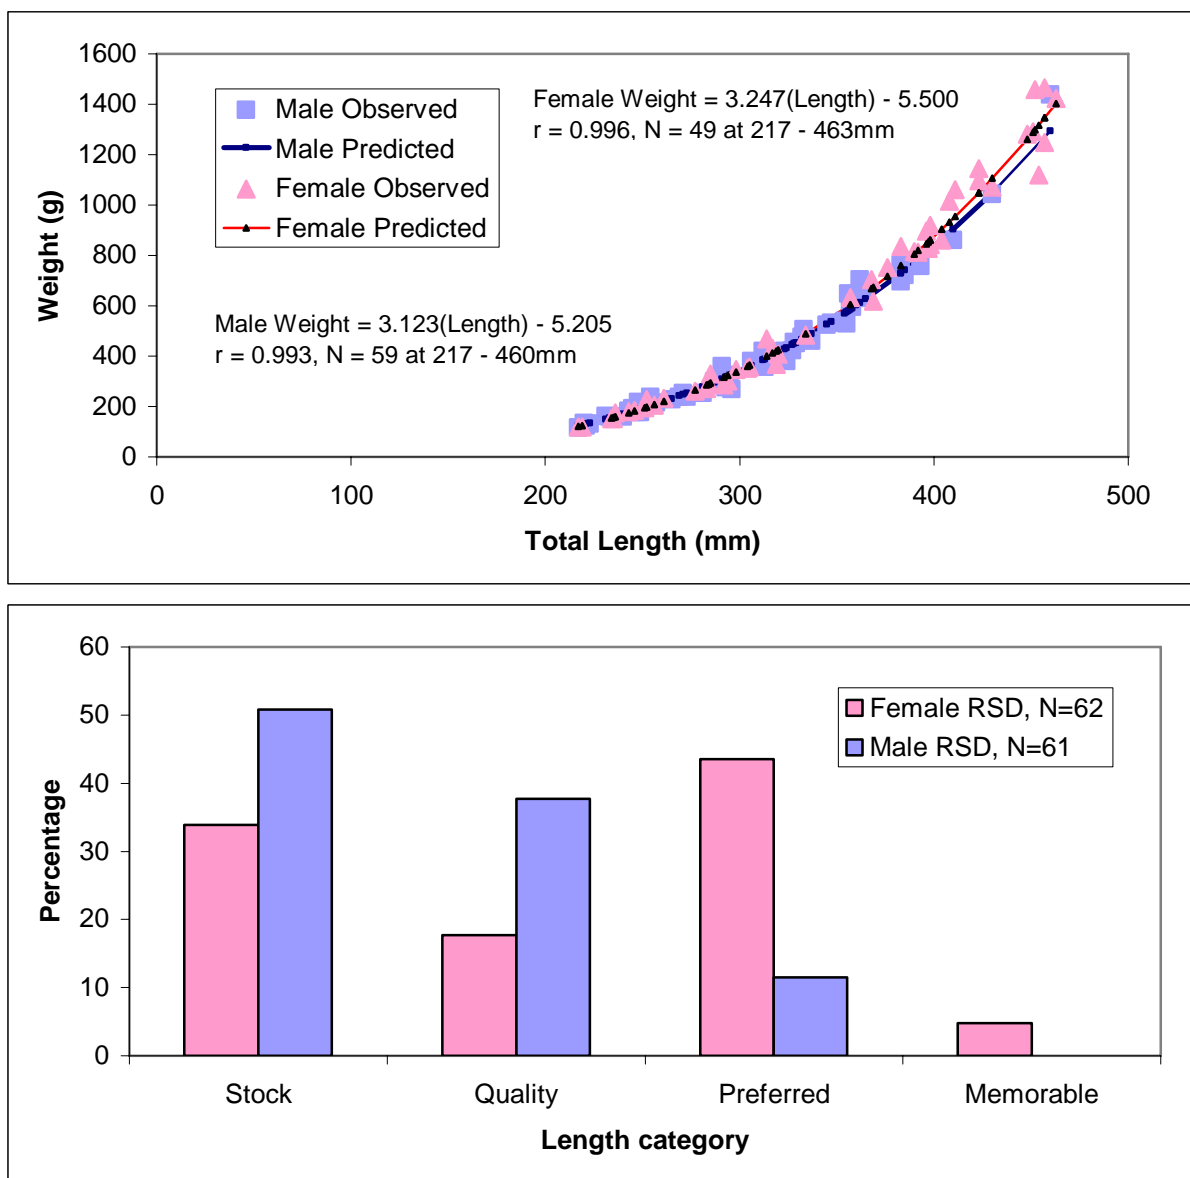 1600
1400
1200
1000
800
600
400
200
0
Weight (g)
Male Observed
Male Predicted
Female Observed
Female Predicted
Female Weight = 3.247(Length) - 5.500
r = 0.996, N = 49 at 217 - 463mm
Male Weight = 3.123(Length) - 5.205
r = 0.993, N = 59 at 217 - 460mm
0 100 200 300 400 500
Total Length (mm)
60
50
40
30
20
10
0
Percentage
Female RSD, N=62
Male RSD, N=61
Stock Quality Preferred Memorable
Length category